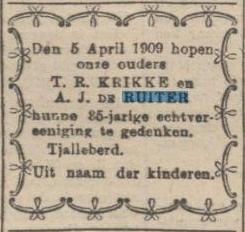 Den 5 April 1909 hopen
onze ouders
T. R. KRIKKE en
A. J. DE RUITER
hunne 35-jarige echtver-
eeniging te gedenken.
Tjalleberd.
Uit naam der kinderen.